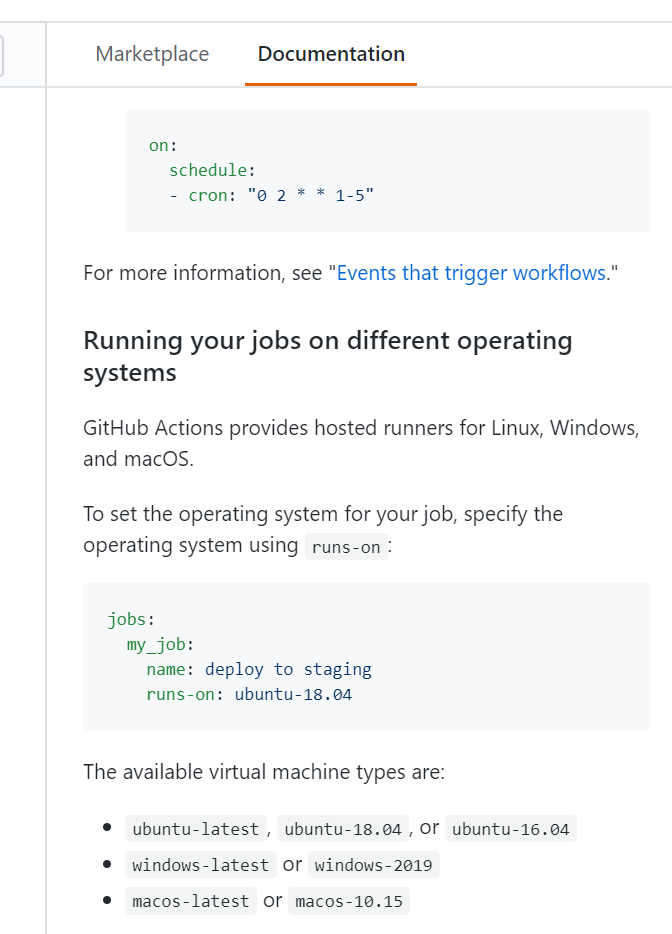 Marketplace Documentation
on:
  schedule:
  - cron: "0 2 * * 1-5"
For more information, see "Events that trigger workflows."
Running your jobs on different operating
systems
GitHub Actions provides hosted runners for Linux, Windows,
and macOS.
To set the operating system for your job, specify the
operating system using runs-on:
jobs:
  my_job:
    name: deploy to staging
    runs-on: ubuntu-18.04
The available virtual machine types are:
• ubuntu-latest, ubuntu-18.04, or ubuntu-16.04
• windows-latest or windows-2019
• macos-latest or macos-10.15